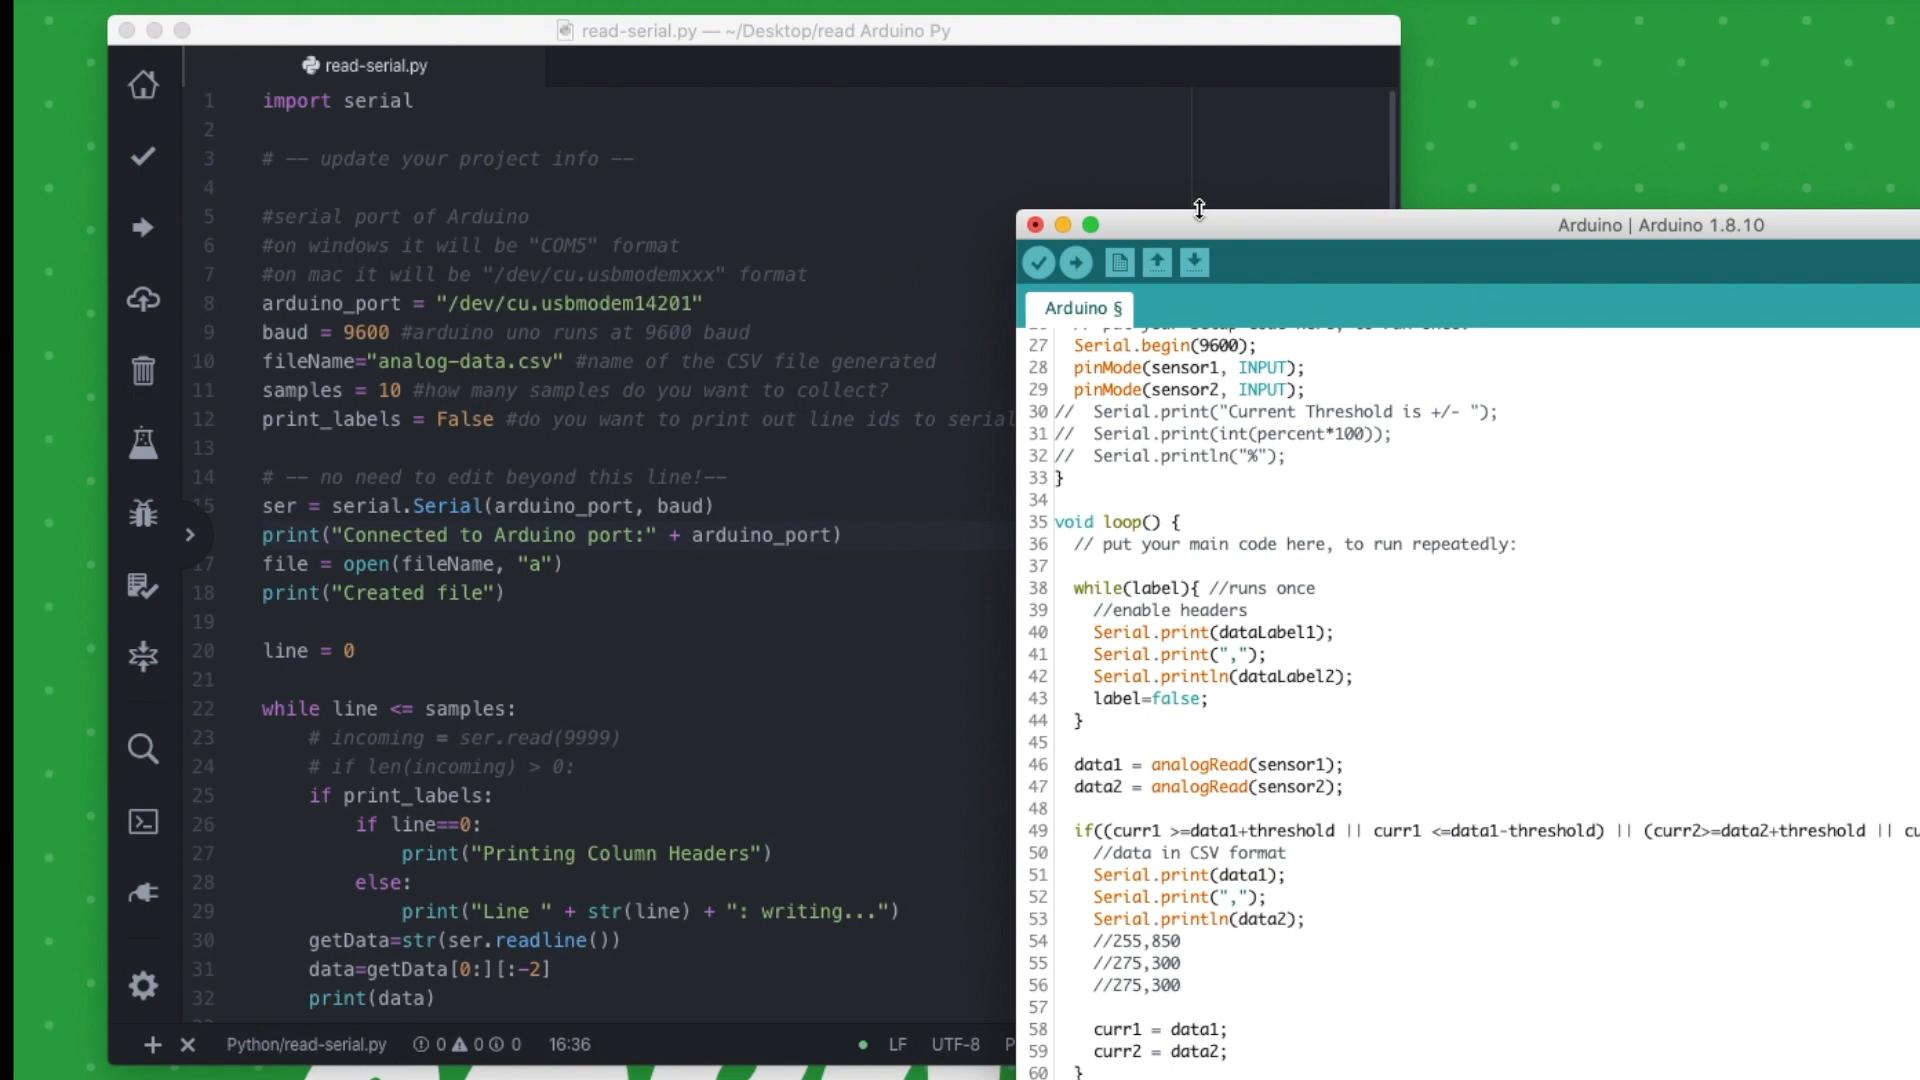 read-serial.py — ~/Desktop/read Arduino Py
read-serial.py
1 import serial
2
3 # -- update your project info --
4
5 #serial port of Arduino
6 #on windows it will be "COM5" format
7 #on mac it will be "/dev/cu.usbmodemxxx" format
8 arduino_port = "/dev/cu.usbmodem14201"
9 baud = 9600 #arduino uno runs at 9600 baud
10 fileName="analog-data.csv" #name of the CSV file generated
11 samples = 10 #how many samples do you want to collect?
12 print_labels = False #do you want to print out line ids to serial
13
14 # -- no need to edit beyond this line!--
15 ser = serial.Serial(arduino_port, baud)
print("Connected to Arduino port:" + arduino_port)
17 file = open(fileName, "a")
18 print("Created file")
19
20 line = 0
21
22 while line <= samples:
23 # incoming = ser.read(9999)
24 # if len(incoming) > 0:
25 if print_labels:
26 if line==0:
27 print("Printing Column Headers")
28 else:
29 print("Line " + str(line) + ": writing...")
30 getData=str(ser.readline())
31 data=getData[0:][:-2]
32 print(data)
Python/read-serial.py 0 0 0 16:36 LF UTF-8 P
Arduino | Arduino 1.8.10
Arduino §
27 Serial.begin(9600);
28 pinMode(sensor1, INPUT);
29 pinMode(sensor2, INPUT);
30 // Serial.print("Current Threshold is +/- ");
31 // Serial.print(int(percent*100));
32 // Serial.println("%");
33 }
34
35 void loop() {
36 // put your main code here, to run repeatedly:
37
38 while(label){ //runs once
39 //enable headers
40 Serial.print(dataLabel1);
41 Serial.print(",");
42 Serial.println(dataLabel2);
43 label=false;
44 }
45
46 data1 = analogRead(sensor1);
47 data2 = analogRead(sensor2);
48
49 if((curr1 >=data1+threshold || curr1 <=data1-threshold) || (curr2>=data2+threshold || cu
50 //data in CSV format
51 Serial.print(data1);
52 Serial.print(",");
53 Serial.println(data2);
54 //255,850
55 //275,300
56 //275,300
57
58 curr1 = data1;
59 curr2 = data2;
60 }